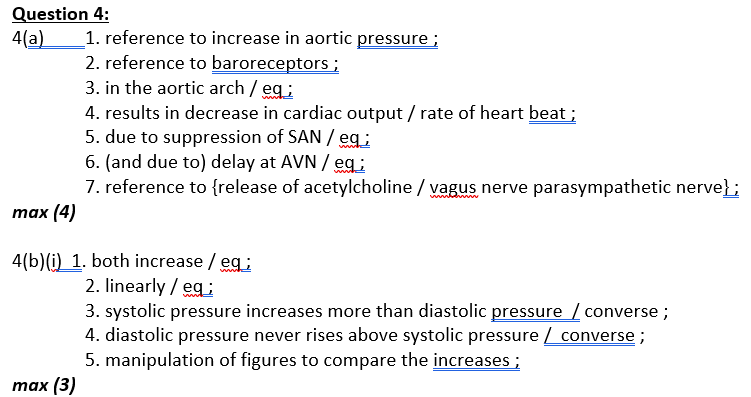 Question 4:
4(a) 1. reference to increase in aortic pressure ;
2. reference to baroreceptors ;
3. in the aortic arch / eq ;
4. results in decrease in cardiac output / rate of heart beat ;
5. due to suppression of SAN / eq ;
6. (and due to) delay at AVN / eq ;
7. reference to {release of acetylcholine / vagus nerve parasympathetic nerve} ;
max (4)
4(b)(i) 1. both increase / eq ;
2. linearly / eq ;
3. systolic pressure increases more than diastolic pressure / converse ;
4. diastolic pressure never rises above systolic pressure / converse ;
5. manipulation of figures to compare the increases ;
max (3)